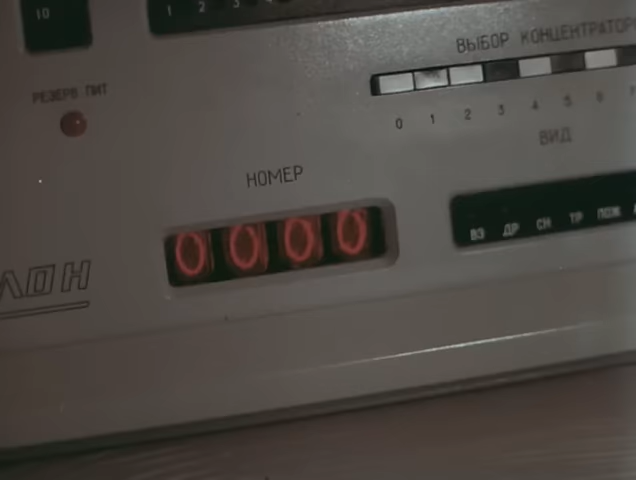 10
1 2 3 4
ВЫБОР КОНЦЕНТРАТОР
РЕЗЕРВ ПИТ
0 1 2 3 4 5 6
ВИД
НОМЕР
0000
ВЗ ДР СН ТР ПОЖ
ЛОН